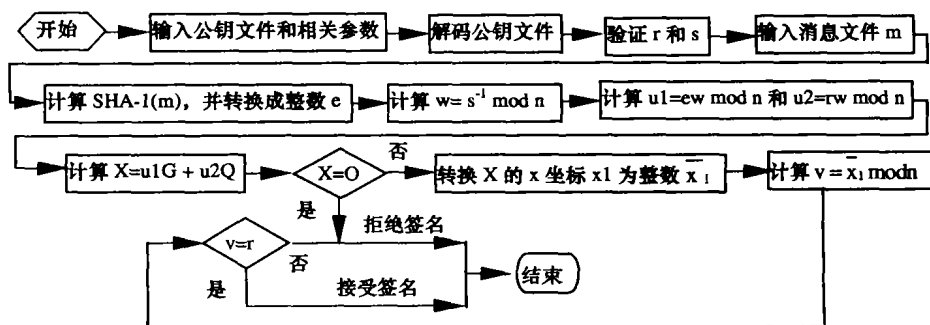 开始
输入公钥文件和相关参数
解码公钥文件
验证 r 和 s
输入消息文件 m
计算 SHA-1(m)，并转换成整数 e
计算 w= s⁻¹ mod n
计算 u1=ew mod n 和 u2=rw mod n
计算 X=u1G + u2Q
X=O
否
转换 X 的 x 坐标 x1 为整数 x̄₁
计算 v = x̄₁ modn
是
拒绝签名
v=r
否
是
接受签名
结束